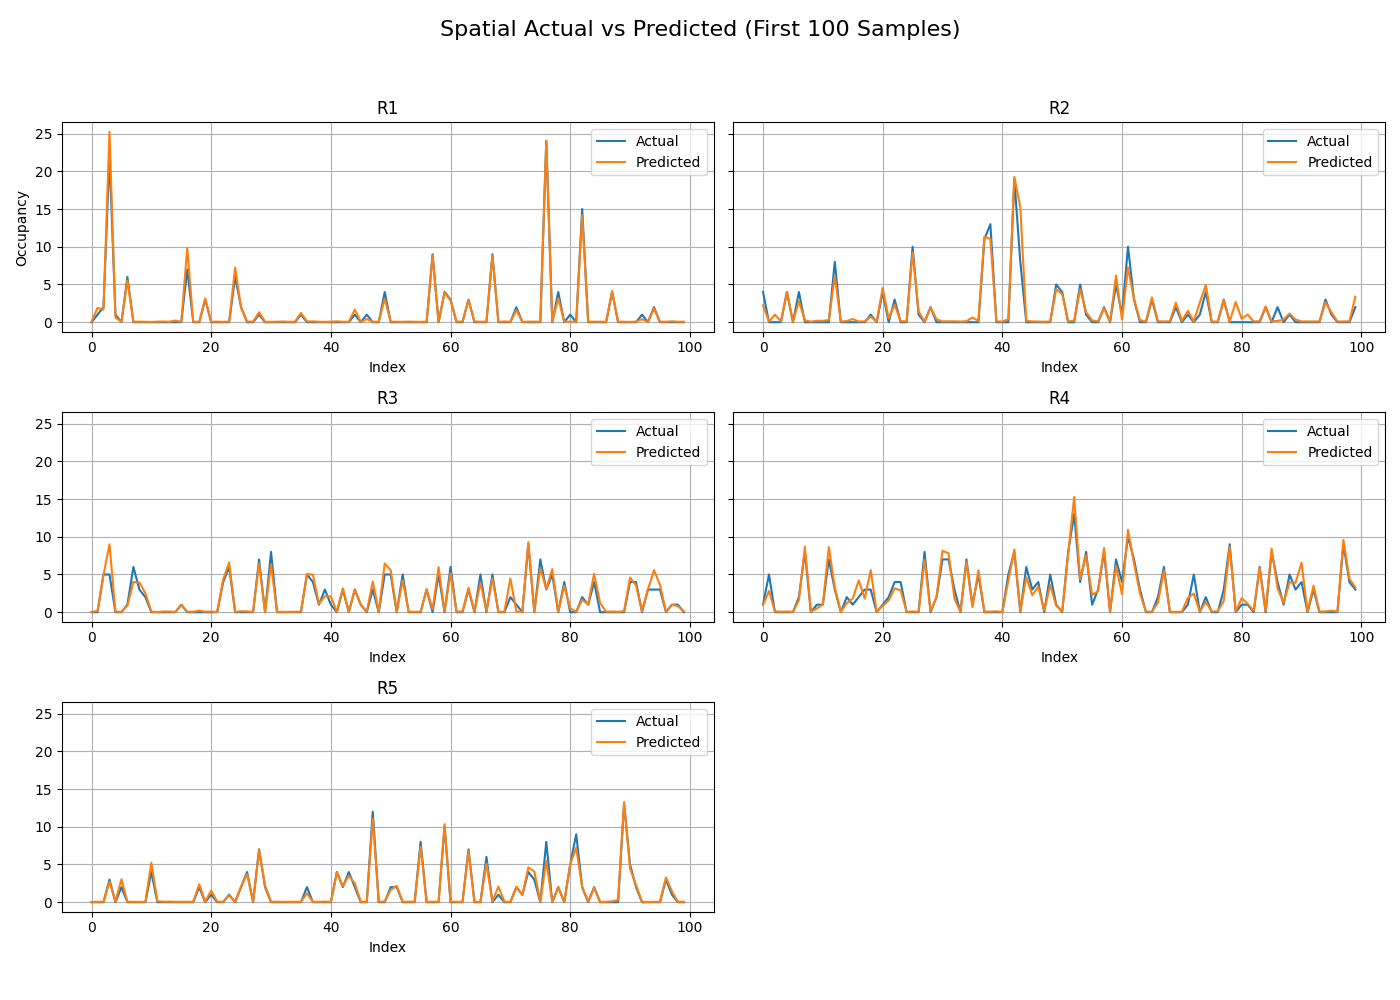 Spatial Actual vs Predicted (First 100 Samples)
R1
Occupancy
25
20
15
10
5
0
0 20 40 60 80 100
Index
Actual
Predicted
R2
0 20 40 60 80 100
Index
Actual
Predicted
R3
25
20
15
10
5
0
0 20 40 60 80 100
Index
Actual
Predicted
R4
0 20 40 60 80 100
Index
Actual
Predicted
R5
25
20
15
10
5
0
0 20 40 60 80 100
Index
Actual
Predicted